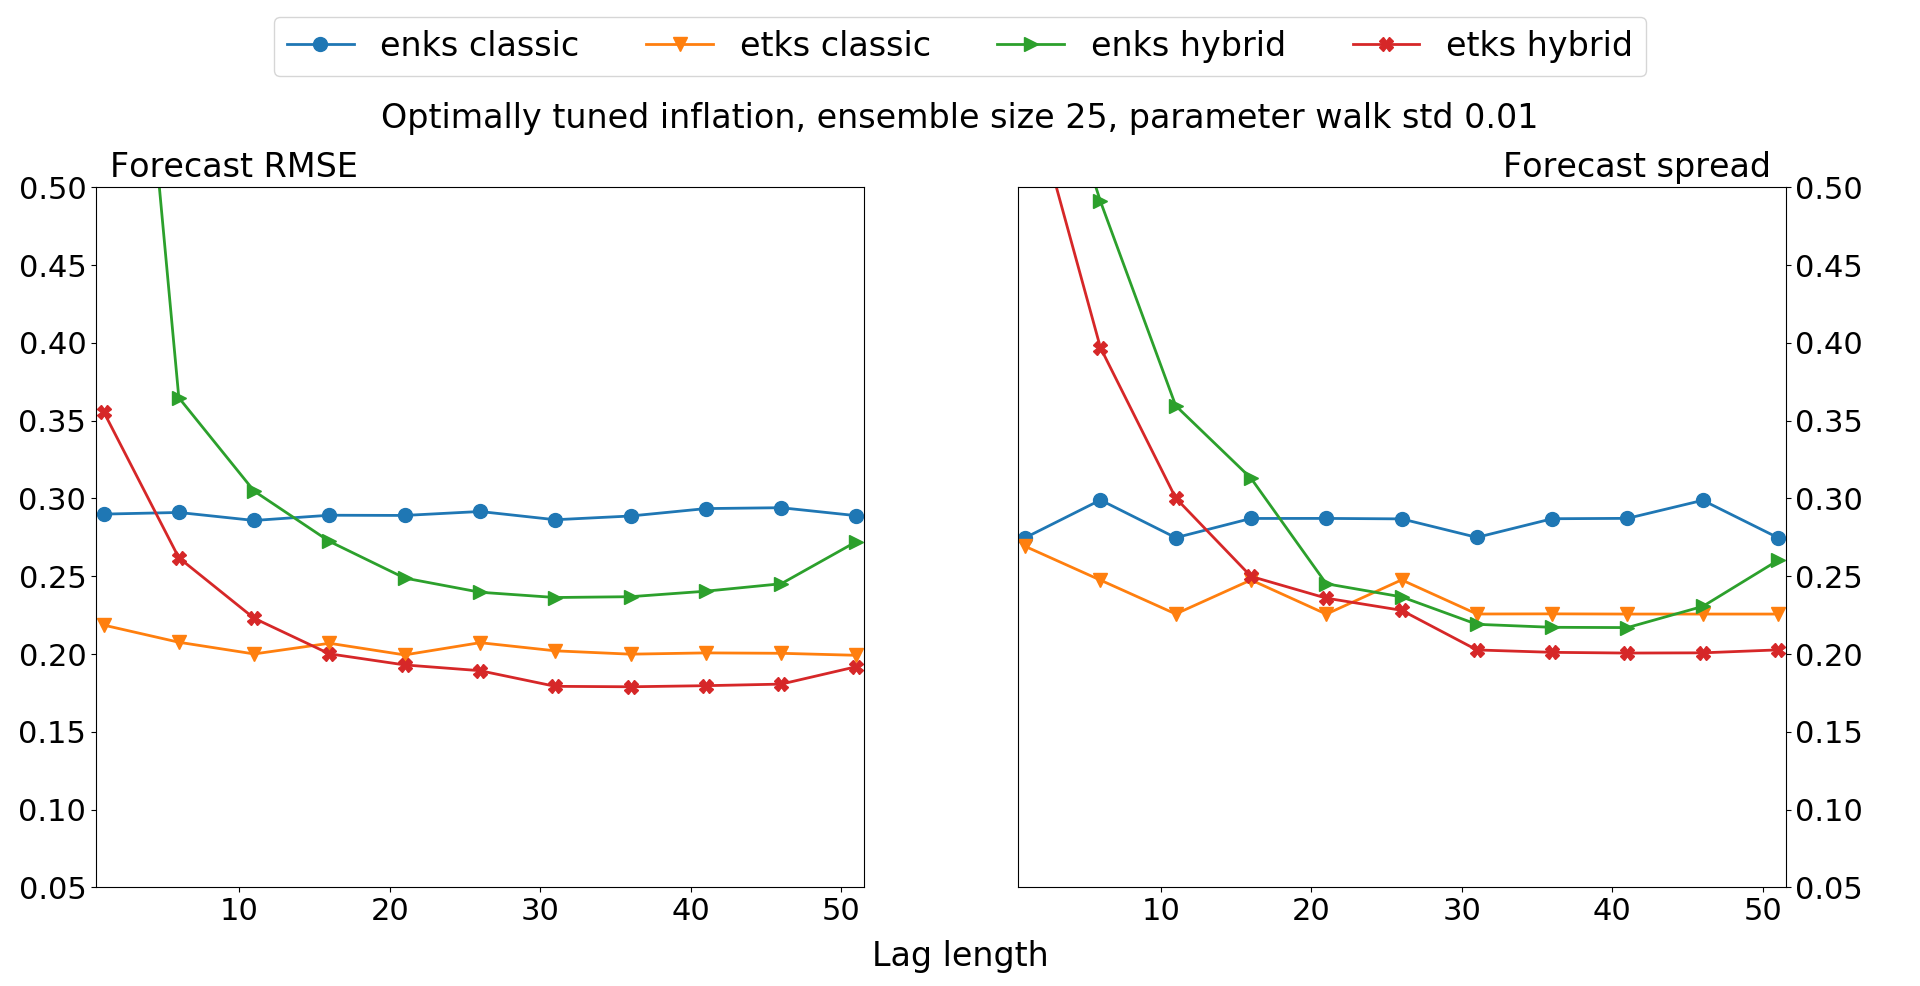 enks classic etks classic enks hybrid etks hybrid
Optimally tuned inflation, ensemble size 25, parameter walk std 0.01
Forecast RMSE
Forecast spread
0.50
0.45
0.40
0.35
0.30
0.25
0.20
0.15
0.10
0.05
10 20 30 40 50
0.50
0.45
0.40
0.35
0.30
0.25
0.20
0.15
0.10
0.05
10 20 30 40 50
Lag length